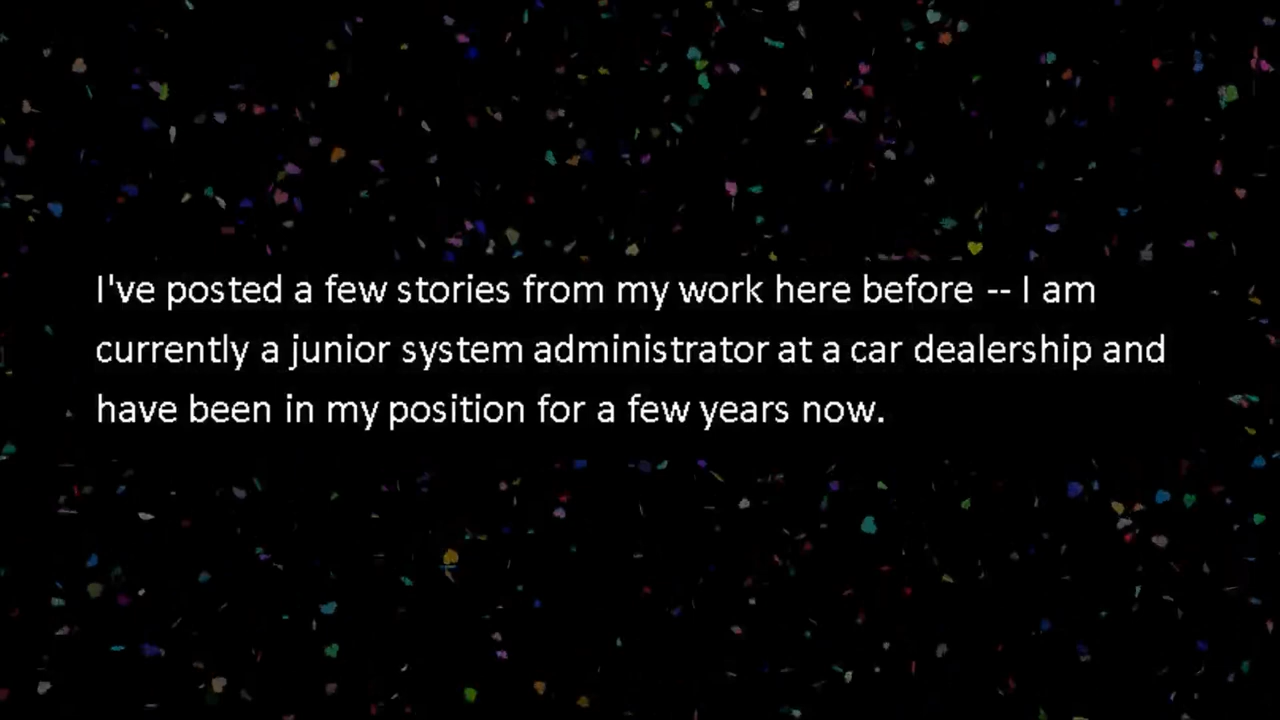 I've posted a few stories from my work here before -- I am
currently a junior system administrator at a car dealership and
have been in my position for a few years now.